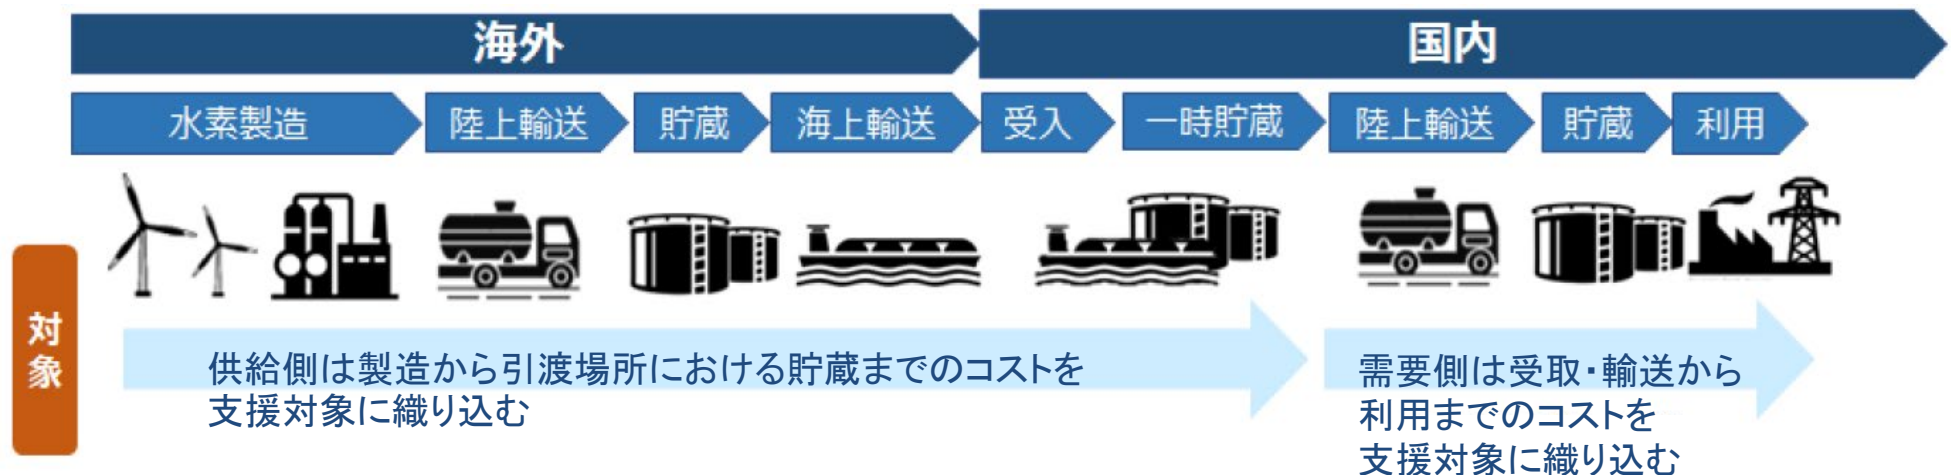 海外
国内
水素製造
陸上輸送
貯蔵
海上輸送
受入
一時貯蔵
陸上輸送
貯蔵
利用
対象
供給側は製造から引渡場所における貯蔵までのコストを
支援対象に織り込む
需要側は受取・輸送から
利用までのコストを
支援対象に織り込む